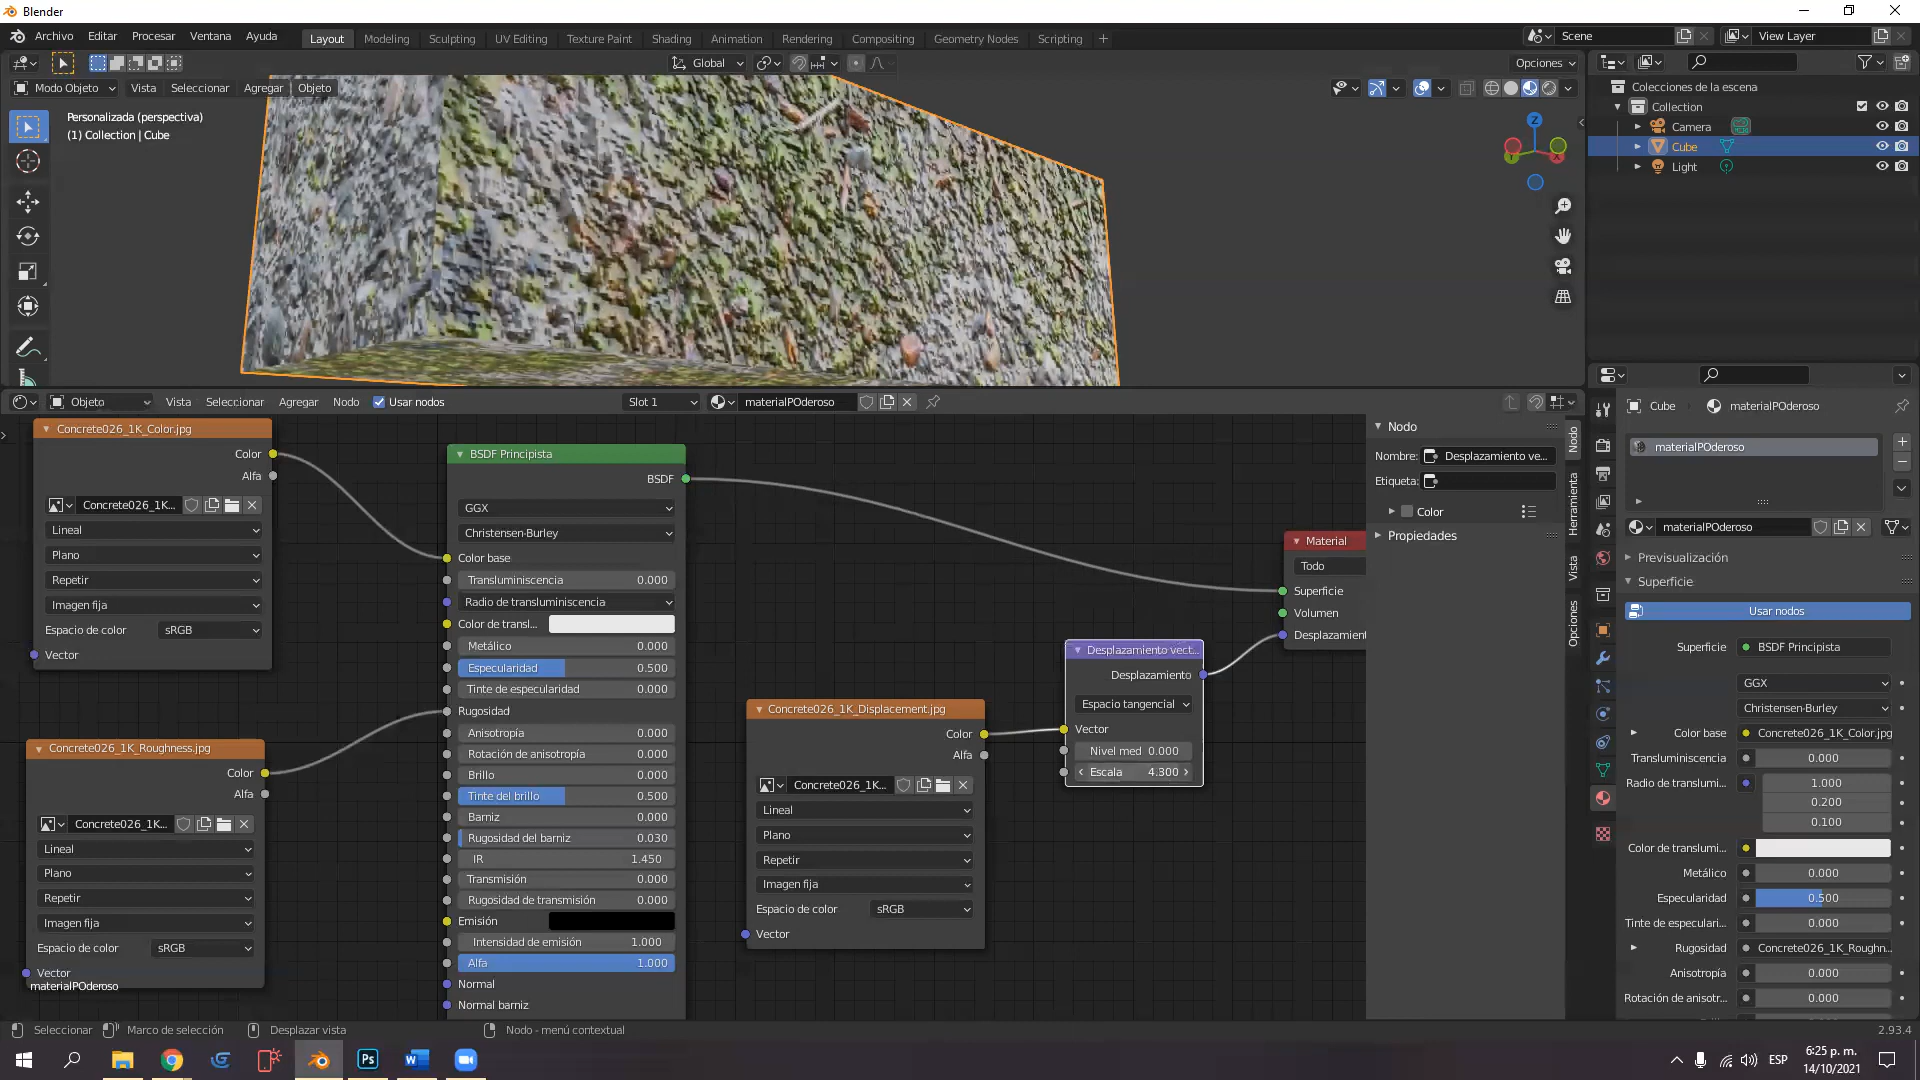 Blender
Archivo Editar Procesar Ventana Ayuda Layout Modeling Sculpting UV Editing Texture Paint Shading Animation Rendering Compositing Geometry Nodes Scripting Scene View Layer
Global Opciones
Modo Objeto Vista Seleccionar Agregar Objeto
Personalizada (perspectiva)
(1) Collection | Cube
Z
Y
X
Colecciones de la escena
Collection
Camera
Cube
Light
Objeto Vista Seleccionar Agregar Nodo Usar nodos Slot 1 materialPOderoso
Concrete026_1K_Color.jpg
Color
Alfa
Concrete026_1K...
Lineal
Plano
Repetir
Imagen fija
Espacio de color sRGB
Vector
Concrete026_1K_Roughness.jpg
Color
Alfa
Concrete026_1K...
Lineal
Plano
Repetir
Imagen fija
Espacio de color sRGB
Vector
materialPOderoso
BSDF Principista
BSDF
GGX
Christensen-Burley
Color base
Transluminiscencia 0.000
Radio de transluminiscencia
Color de transl...
Metálico 0.000
Especularidad 0.500
Tinte de especularidad 0.000
Rugosidad
Anisotropía 0.000
Rotación de anisotropía 0.000
Brillo 0.000
Tinte del brillo 0.500
Barniz 0.000
Rugosidad del barniz 0.030
IR 1.450
Transmisión 0.000
Rugosidad de transmisión 0.000
Emisión
Intensidad de emisión 1.000
Alfa 1.000
Normal
Normal barniz
Concrete026_1K_Displacement.jpg
Color
Alfa
Concrete026_1K...
Lineal
Plano
Repetir
Imagen fija
Espacio de color sRGB
Vector
Desplazamiento vect...
Desplazamiento
Espacio tangencial
Vector
Nivel med 0.000
Escala 4.300
Material
Todo
Superficie
Volumen
Desplazamient
Nodo
Nombre: Desplazamiento ve...
Etiqueta:
Color
Propiedades
Nodo
Herramienta
Vista
Opciones
Cube materialPOderoso
materialPOderoso
materialPOderoso
Previsualización
Superficie
Usar nodos
Superficie BSDF Principista
GGX
Christensen-Burley
Color base Concrete026_1K_Color.jpg
Transluminiscencia 0.000
Radio de translumi... 1.000
0.200
0.100
Color de translumi...
Metálico 0.000
Especularidad 0.500
Tinte de especulari... 0.000
Rugosidad Concrete026_1K_Roughn...
Anisotropía 0.000
Rotación de anisotr... 0.000
Seleccionar Marco de selección Desplazar vista Nodo - menú contextual 2.93.4
Ps W ESP 6:25 p. m.
14/10/2021